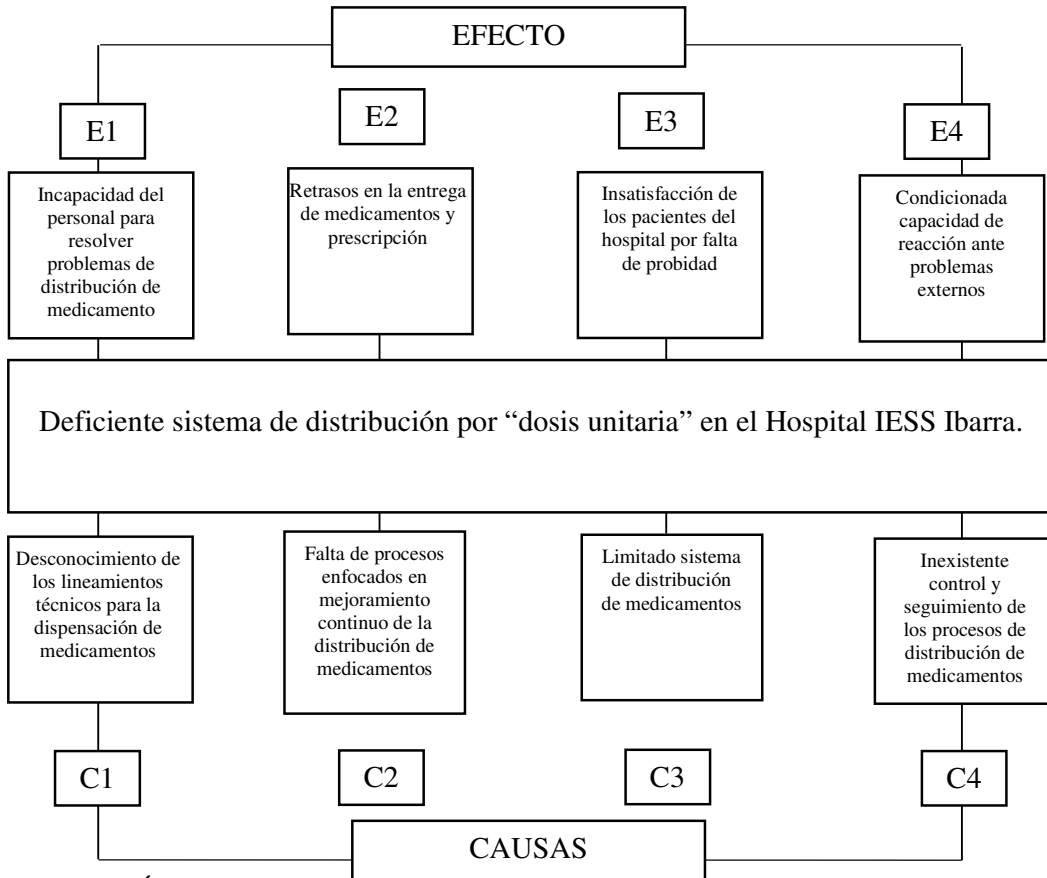 EFECTO
E1
E2
E3
E4
Incapacidad del
personal para
resolver
problemas de
distribución de
medicamento
Retrasos en la entrega
de medicamentos y
prescripción
Insatisfacción de
los pacientes del
hospital por falta
de probidad
Condicionada
capacidad de
reacción ante
problemas
externos
Deficiente sistema de distribución por “dosis unitaria” en el Hospital IESS Ibarra.
Desconocimiento de
los lineamientos
técnicos para la
dispensación de
medicamentos
Falta de procesos
enfocados en
mejoramiento
continuo de la
distribución de
medicamentos
Limitado sistema
de distribución
de medicamentos
Inexistente
control y
seguimiento de
los procesos de
distribución de
medicamentos
C1
C2
C3
C4
CAUSAS